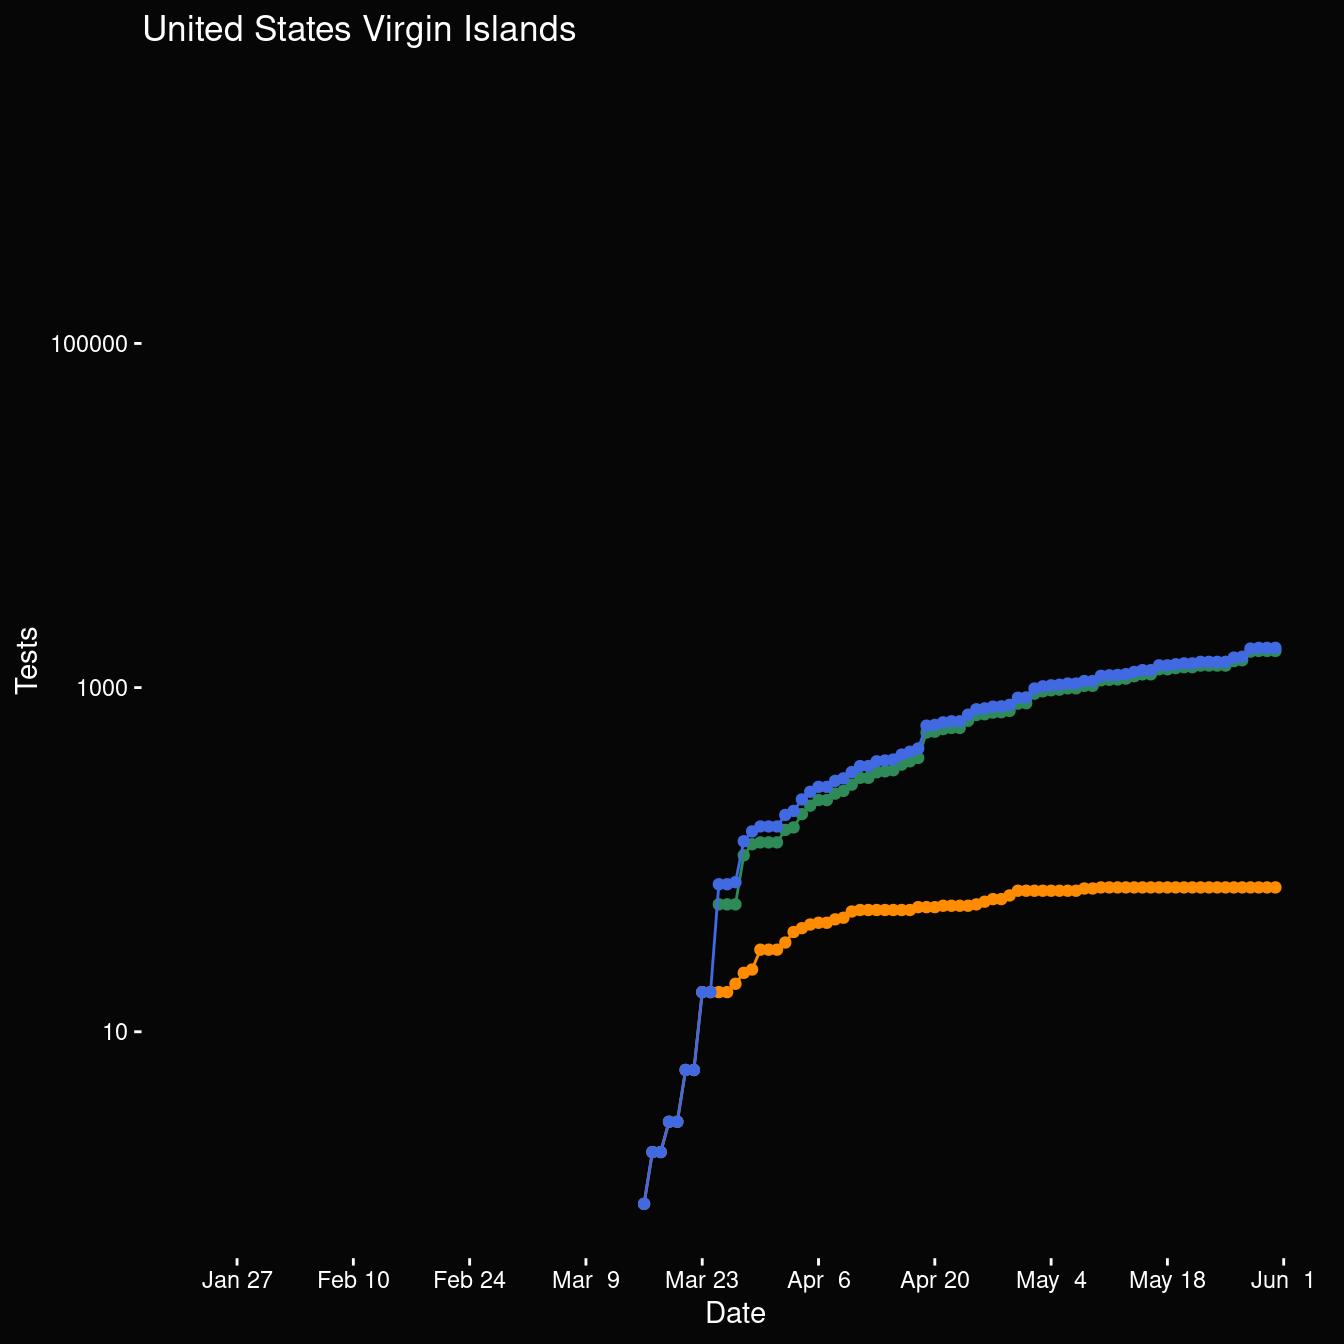 United States Virgin Islands
100000
1000
10
Tests
Jan 27 Feb 10 Feb 24 Mar 9 Mar 23 Apr 6 Apr 20 May 4 May 18 Jun 1
Date